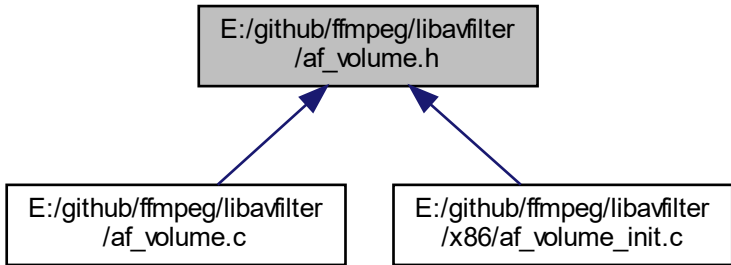 E:/github/ffmpeg/libavfilter
/af_volume.h
E:/github/ffmpeg/libavfilter
/af_volume.c
E:/github/ffmpeg/libavfilter
/x86/af_volume_init.c